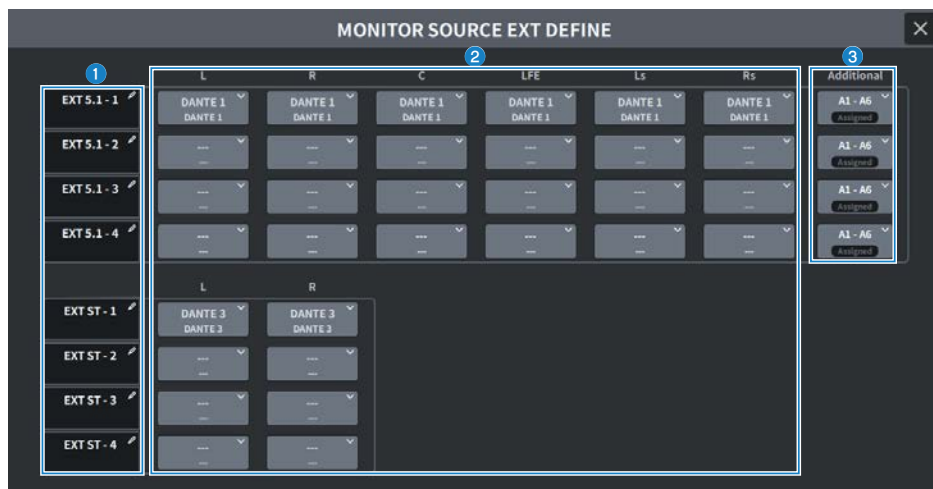 MONITOR SOURCE EXT DEFINE ×
1 2 3
L R C LFE Ls Rs Additional
EXT 5.1 - 1 DANTE 1 DANTE 1 DANTE 1 DANTE 1 DANTE 1 DANTE 1 A1 - A6
DANTE 1 DANTE 1 DANTE 1 DANTE 1 DANTE 1 DANTE 1 Assigned
EXT 5.1 - 2 --- --- --- --- --- --- A1 - A6
--- --- --- --- --- --- Assigned
EXT 5.1 - 3 --- --- --- --- --- --- A1 - A6
--- --- --- --- --- --- Assigned
EXT 5.1 - 4 --- --- --- --- --- --- A1 - A6
--- --- --- --- --- --- Assigned
L R
EXT ST - 1 DANTE 3 DANTE 3
DANTE 3 DANTE 3
EXT ST - 2 --- ---
--- ---
EXT ST - 3 --- ---
--- ---
EXT ST - 4 --- ---
--- ---